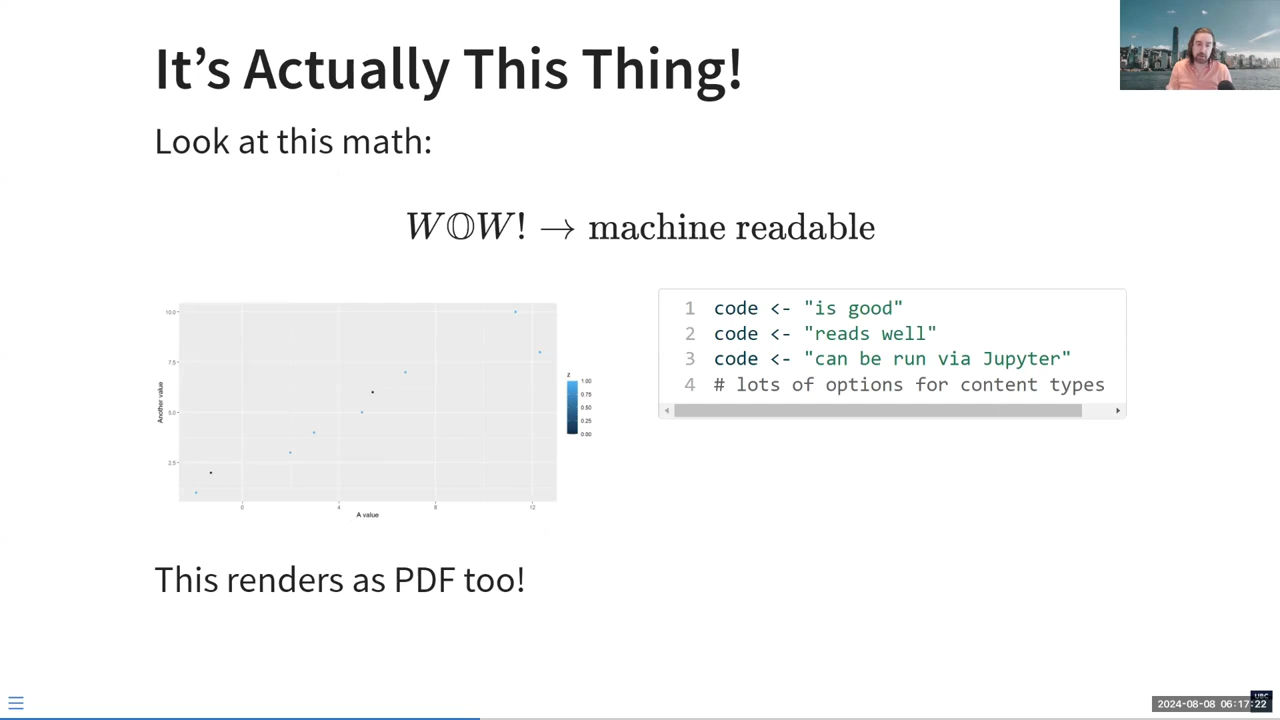 It’s Actually This Thing!
Look at this math:
W𝕆W! → machine readable
10.0
7.5
5.0
2.5
Another value
0
4
8
12
A value
z
1.00
0.75
0.50
0.25
0.00
1 code <- "is good"
2 code <- "reads well"
3 code <- "can be run via Jupyter"
4 # lots of options for content types
This renders as PDF too!
UBC
2024-08-08 06:17:22